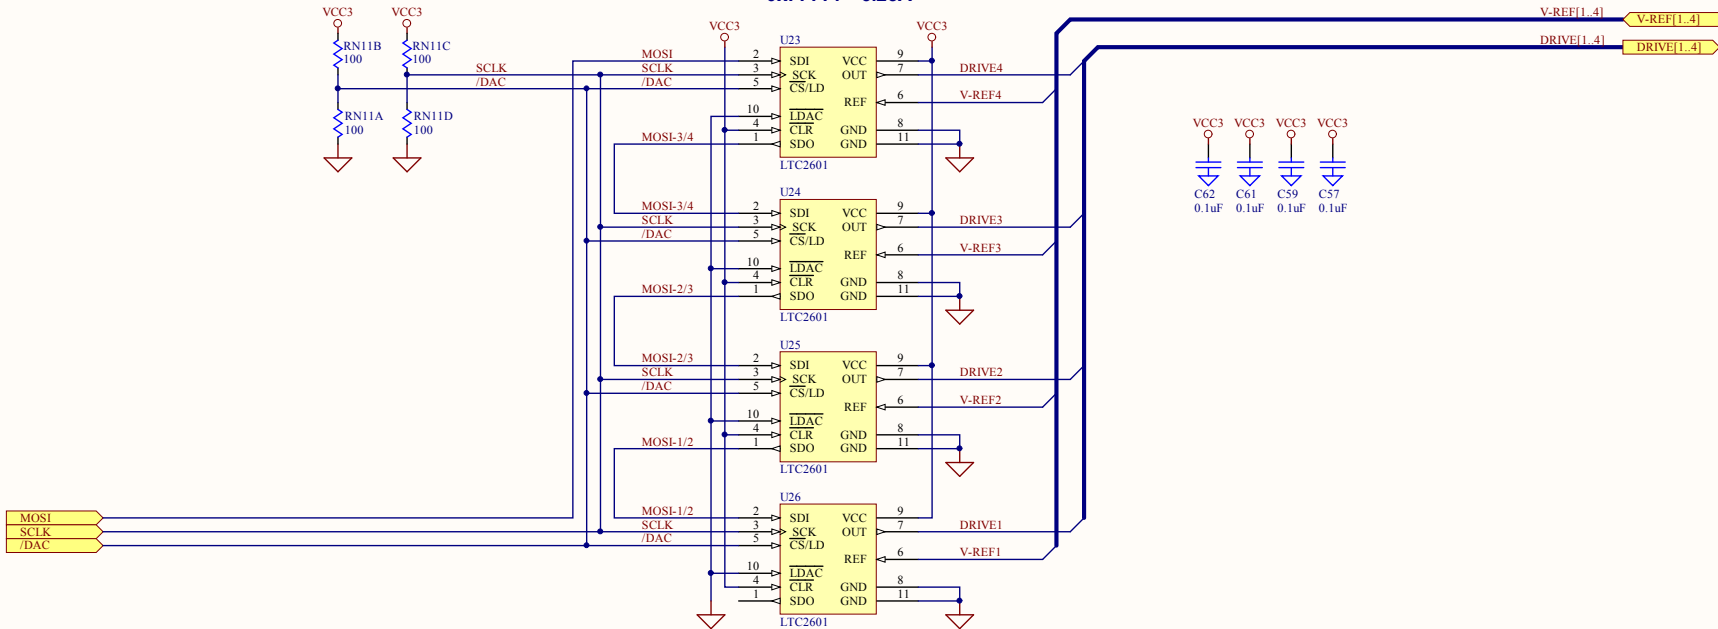 V-REF[1..4] V-REF[1..4]
DRIVE[1..4] DRIVE[1..4]
VCC3 VCC3 VCC3 VCC3
RN11B 100
RN11C 100
SCLK
/DAC
RN11A 100
RN11D 100
U23
MOSI 2 SDI VCC 9
SCLK 3 SCK OUT 7 DRIVE4
/DAC 5 CS/LD
REF 6 V-REF4
10 LDAC
4 CLR GND 8
MOSI-3/4 1 SDO GND 11
LTC2601
VCC3 VCC3 VCC3 VCC3
C62 C61 C59 C57
0.1uF 0.1uF 0.1uF 0.1uF
U24
MOSI-3/4 2 SDI VCC 9
SCLK 3 SCK OUT 7 DRIVE3
/DAC 5 CS/LD
REF 6 V-REF3
10 LDAC
4 CLR GND 8
MOSI-2/3 1 SDO GND 11
LTC2601
U25
MOSI-2/3 2 SDI VCC 9
SCLK 3 SCK OUT 7 DRIVE2
/DAC 5 CS/LD
REF 6 V-REF2
10 LDAC
4 CLR GND 8
MOSI-1/2 1 SDO GND 11
LTC2601
U26
MOSI MOSI-1/2 2 SDI VCC 9
SCLK SCLK 3 SCK OUT 7 DRIVE1
/DAC /DAC 5 CS/LD
REF 6 V-REF1
10 LDAC
4 CLR GND 8
1 SDO GND 11
LTC2601